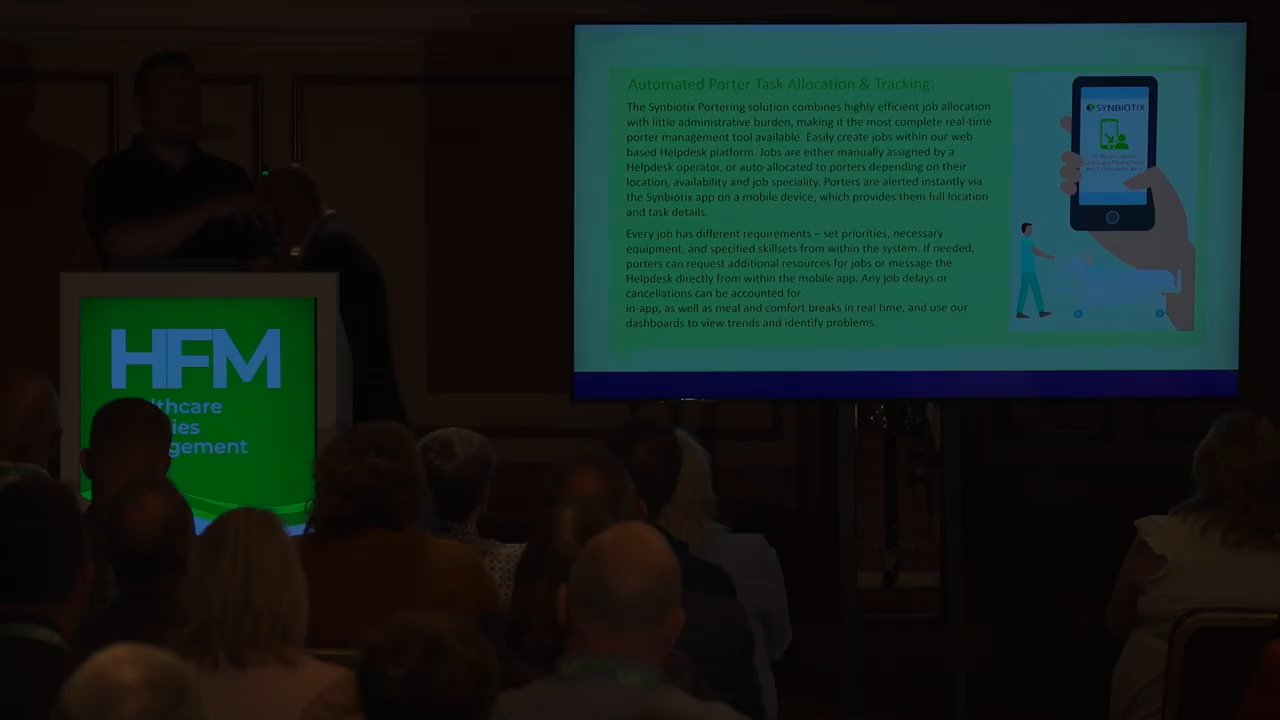 Automated Porter Task Allocation & Tracking:
The Synbiotix Portering solution combines highly efficient job allocation
with little administrative burden, making it the most complete real-time
porter management tool available. Easily create jobs within our web
based Helpdesk platform. Jobs are either manually assigned by a
Helpdesk operator, or auto-allocated to porters depending on their
location, availability and job speciality. Porters are alerted instantly via
the Synbiotix app on a mobile device, which provides them full location
and task details.
Every job has different requirements – set priorities, necessary
equipment, and specified skillsets from within the system. If needed,
porters can request additional resources for jobs or message the
Helpdesk directly from within the mobile app. Any job delays or
cancellations can be accounted for
in-app, as well as meal and comfort breaks in real time, and use our
dashboards to view trends and identify problems.
SYNBIOTIX
HFM
thcare
ies
gement